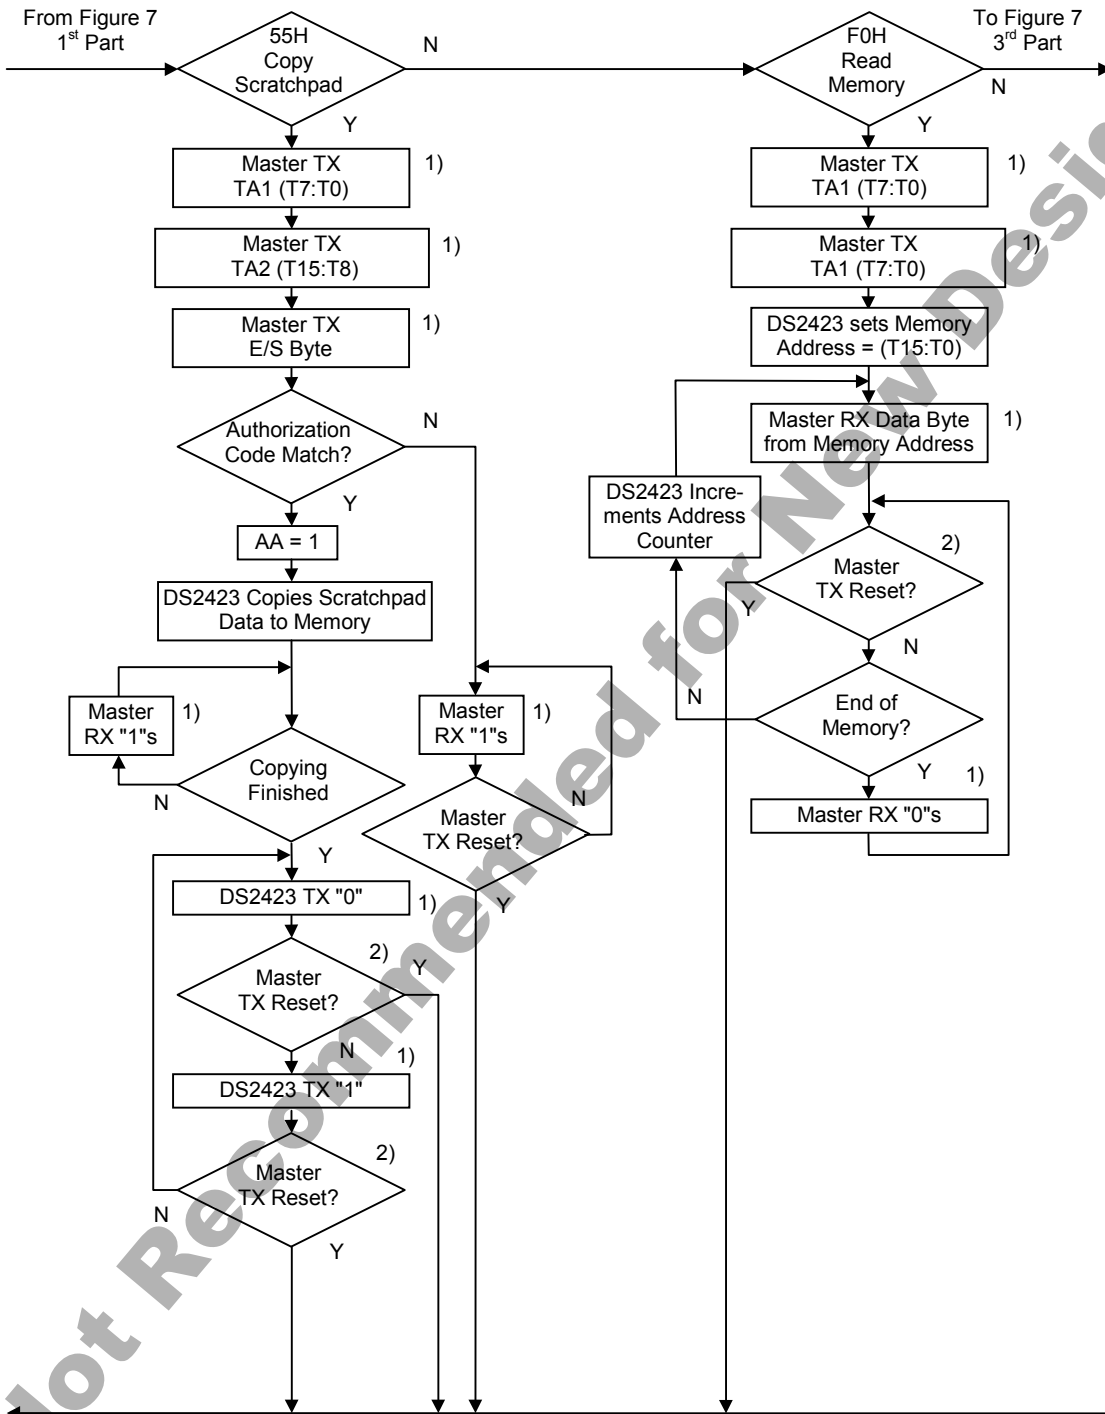 From Figure 7
1st Part
55H
Copy
Scratchpad
N
Y
F0H
Read
Memory
N
Y
To Figure 7
3rd Part
Master TX
TA1 (T7:T0)
1)
Master TX
TA2 (T15:T8)
1)
Master TX
E/S Byte
1)
Authorization
Code Match?
N
Y
AA = 1
DS2423 Copies Scratchpad
Data to Memory
Master
RX "1"s
1)
Copying
Finished
N
Y
DS2423 TX "0"
1)
Master
TX Reset?
2)
Y
N
DS2423 TX "1"
1)
Master
TX Reset?
2)
N
Y
Master
RX "1"s
1)
Master
TX Reset?
N
Y
Master TX
TA1 (T7:T0)
1)
Master TX
TA1 (T7:T0)
1)
DS2423 sets Memory
Address = (T15:T0)
Master RX Data Byte
from Memory Address
1)
DS2423 Incre-
ments Address
Counter
Master
TX Reset?
2)
Y
N
End of
Memory?
N
Y
Master RX "0"s
1)
Not Recommended for New Desig